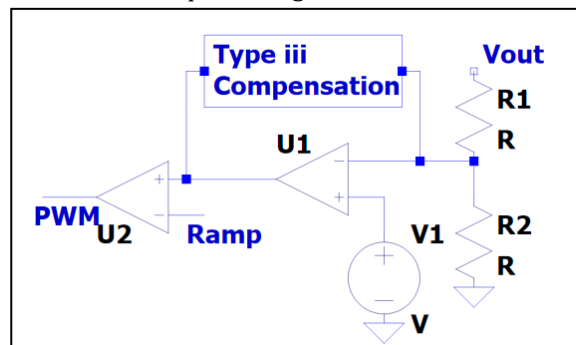 Type iii
Compensation
Vout
R1
R
U1
PWM
U2
Ramp
V1
V
R2
R